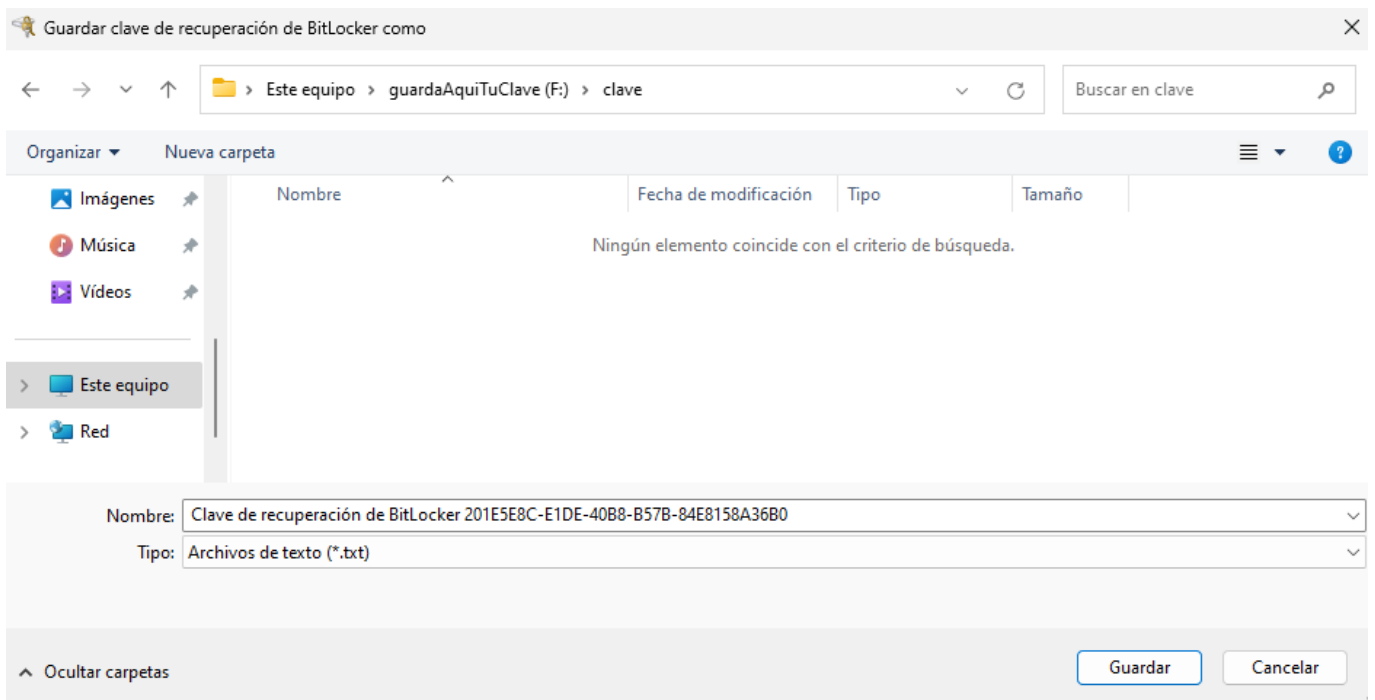 Guardar clave de recuperación de BitLocker como
Este equipo > guardaAquiTuClave (F:) > clave
Buscar en clave
Organizar
Nueva carpeta
Nombre
Fecha de modificación
Tipo
Tamaño
Imágenes
Ningún elemento coincide con el criterio de búsqueda.
Música
Vídeos
Este equipo
Red
Nombre: Clave de recuperación de BitLocker 201E5E8C-E1DE-40B8-B57B-84E8158A36B0
Tipo: Archivos de texto (*.txt)
Ocultar carpetas
Guardar
Cancelar